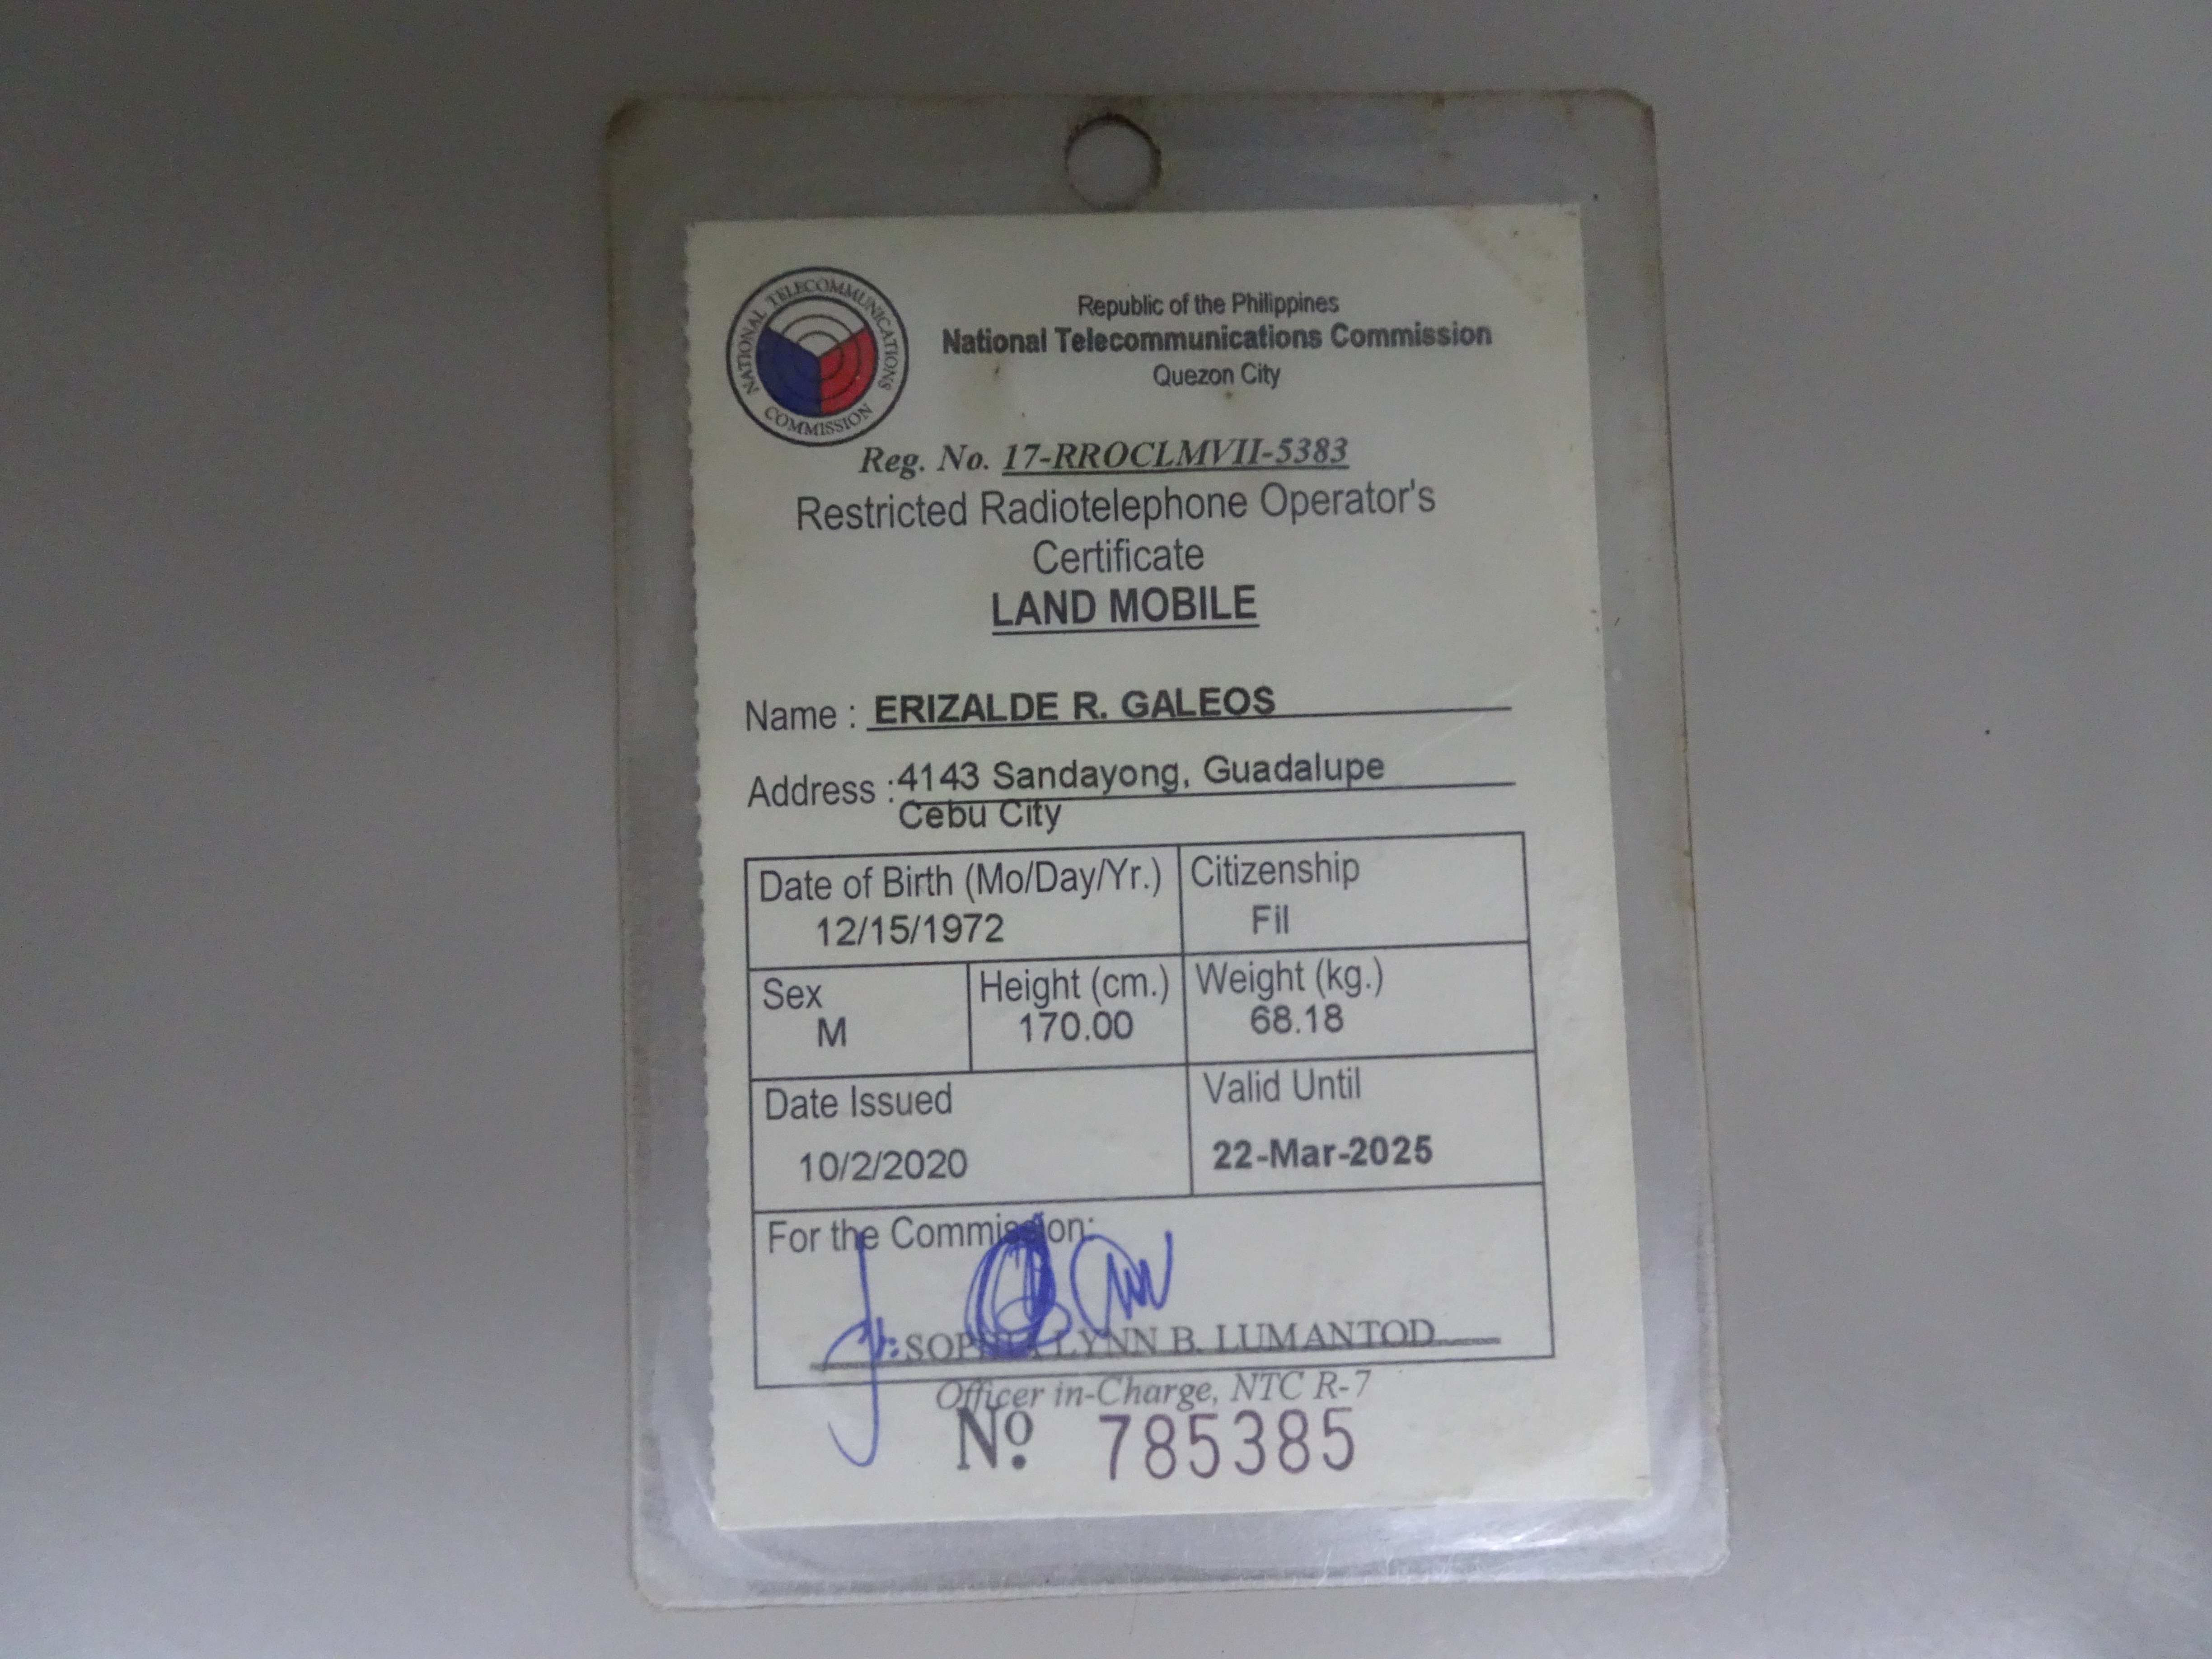 NATIONAL TELECOMMUNICATIONS COMMISSION
Republic of the Philippines
National Telecommunications Commission
Quezon City
Reg. No. 17-RROCLMVII-5383
Restricted Radiotelephone Operator's
Certificate
LAND MOBILE
Name : ERIZALDE R. GALEOS
Address : 4143 Sandayong, Guadalupe
Cebu City
Date of Birth (Mo/Day/Yr.) Citizenship
12/15/1972 Fil
Sex Height (cm.) Weight (kg.)
M 170.00 68.18
Date Issued Valid Until
10/2/2020 22-Mar-2025
For the Commission:
SOPHIA LYNN B. LUMANTOD
Officer in-Charge, NTC R-7
No. 785385